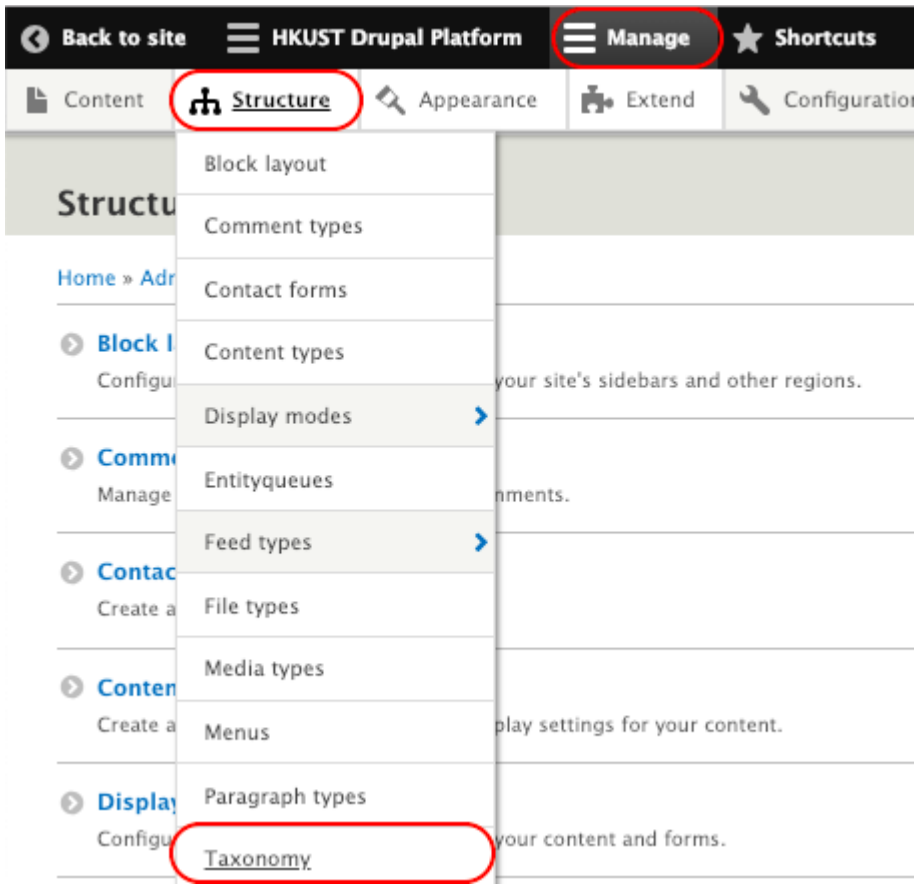 Back to site HKUST Drupal Platform Manage Shortcuts
Content Structure Appearance Extend Configuration
Block layout
Structu
Comment types
Home » Adr
Contact forms
Block l
Content types
Configu your site's sidebars and other regions.
Display modes
Comme
Entityqueues
Manage nments.
Feed types
Contac
Create a
File types
Media types
Conten
Create a play settings for your content.
Menus
Paragraph types
Display
Configu your content and forms.
Taxonomy